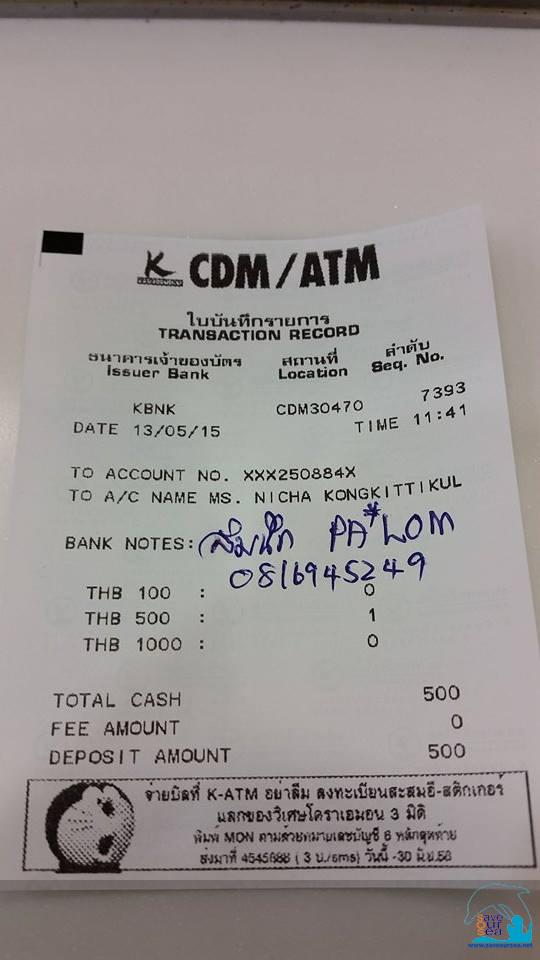 K CDM/ATM
ใบบันทึกรายการ
TRANSACTION RECORD
ธนาคารเจ้าของบัตร สถานที่ ลำดับ
Issuer Bank Location Seq. No.
KBNK CDM30470 7393
DATE 13/05/15 TIME 11:41
TO ACCOUNT NO. XXX250884X
TO A/C NAME MS. NICHA KONGKITTIKUL
BANK NOTES: PA*LOM
0816945249
THB 100 : 0
THB 500 : 1
THB 1000 : 0
TOTAL CASH 500
FEE AMOUNT 0
DEPOSIT AMOUNT 500
จ่ายบิลที่ K-ATM อย่าลืม ลงทะเบียนสะสมอี-สติกเกอร์
แลกของวิเศษโดราเอมอน 3 มิติ
พิมพ์ MON ตามด้วยหมายเลขบัญชี 6 หลักสุดท้าย
ส่งมาที่ 4545888 ( 3 บ./sms) วันนี้ -30 มิ.ย.58
Save Our Sea
www.saveoursea.net